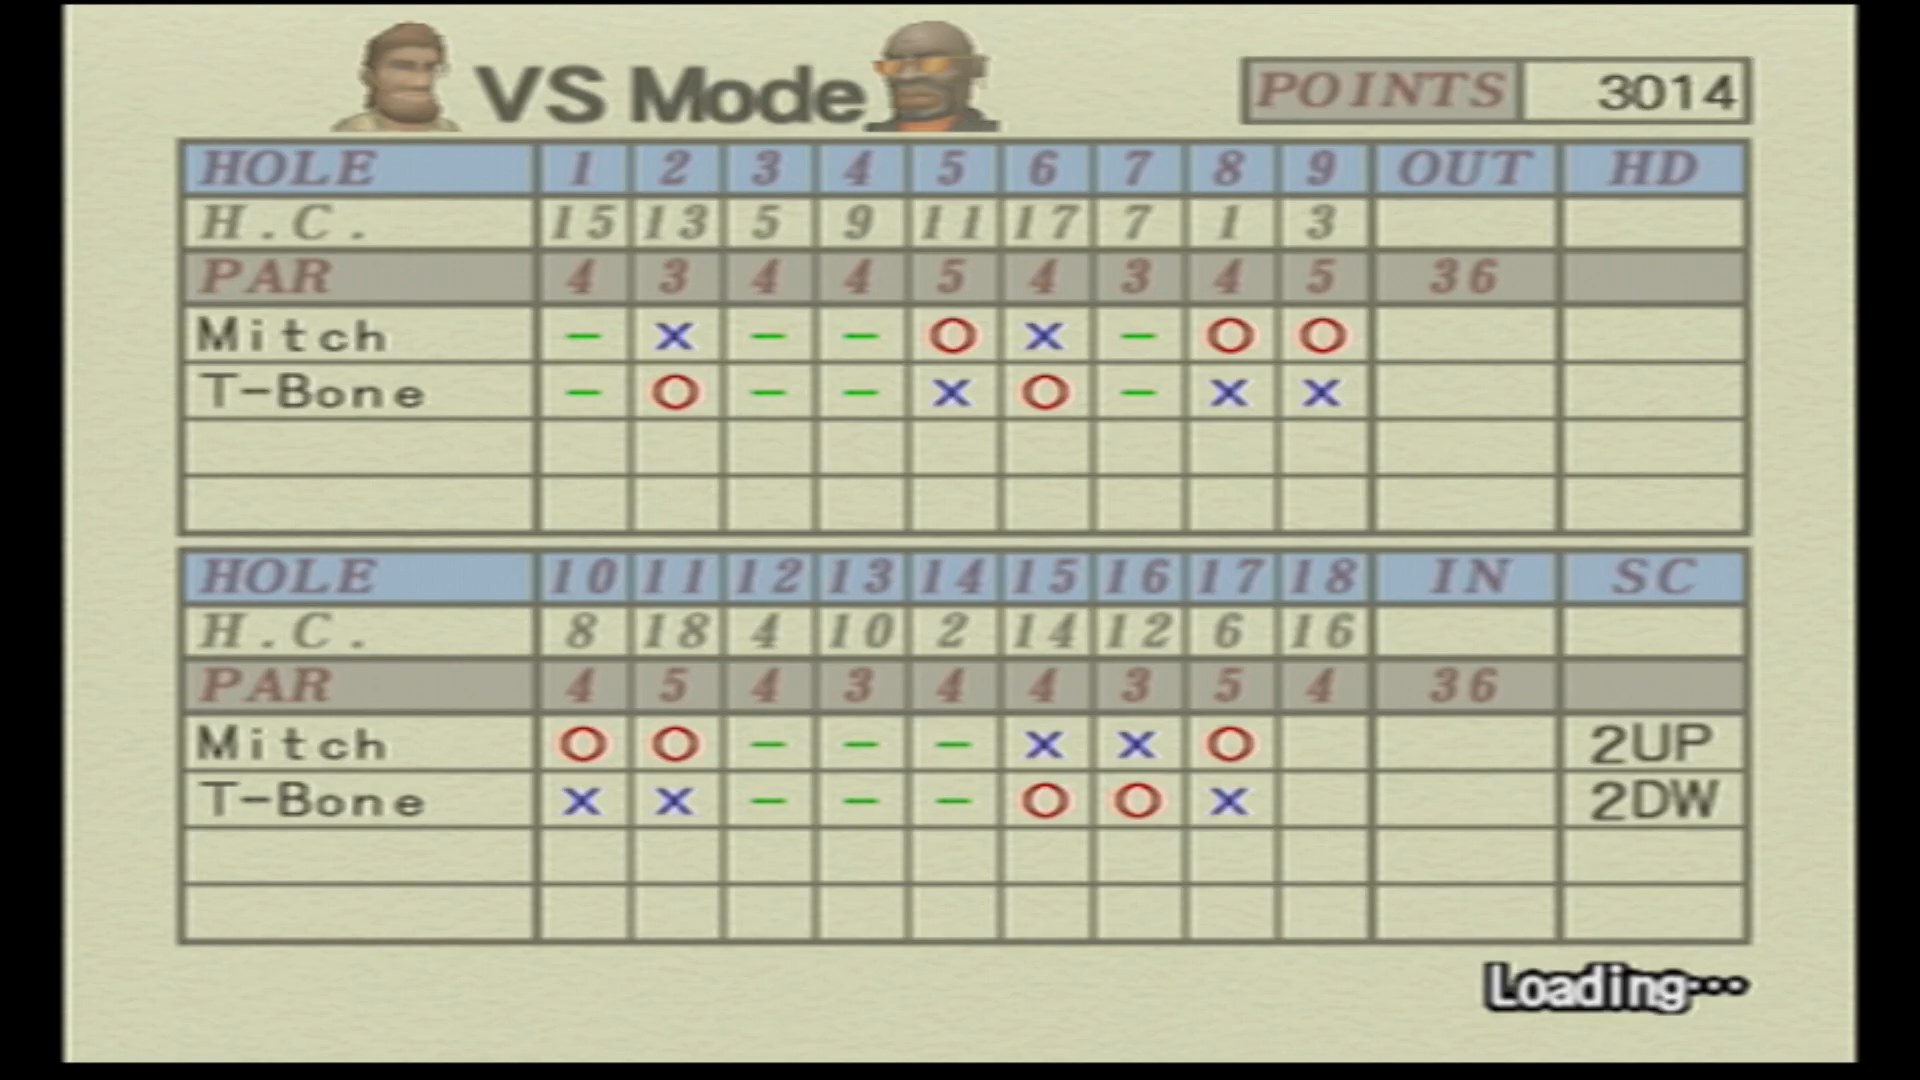 VS Mode POINTS 3014
HOLE 1 2 3 4 5 6 7 8 9 OUT HD
H.C. 15 13 5 9 11 17 7 1 3
PAR 4 3 4 4 5 4 3 4 5 36
Mitch - X - - O X - O O
T-Bone - O - - X O - X X
HOLE 10 11 12 13 14 15 16 17 18 IN SC
H.C. 8 18 4 10 2 14 12 6 16
PAR 4 5 4 3 4 4 3 5 4 36
Mitch O O - - - X X O 2UP
T-Bone X X - - - O O X 2DW
Loading...